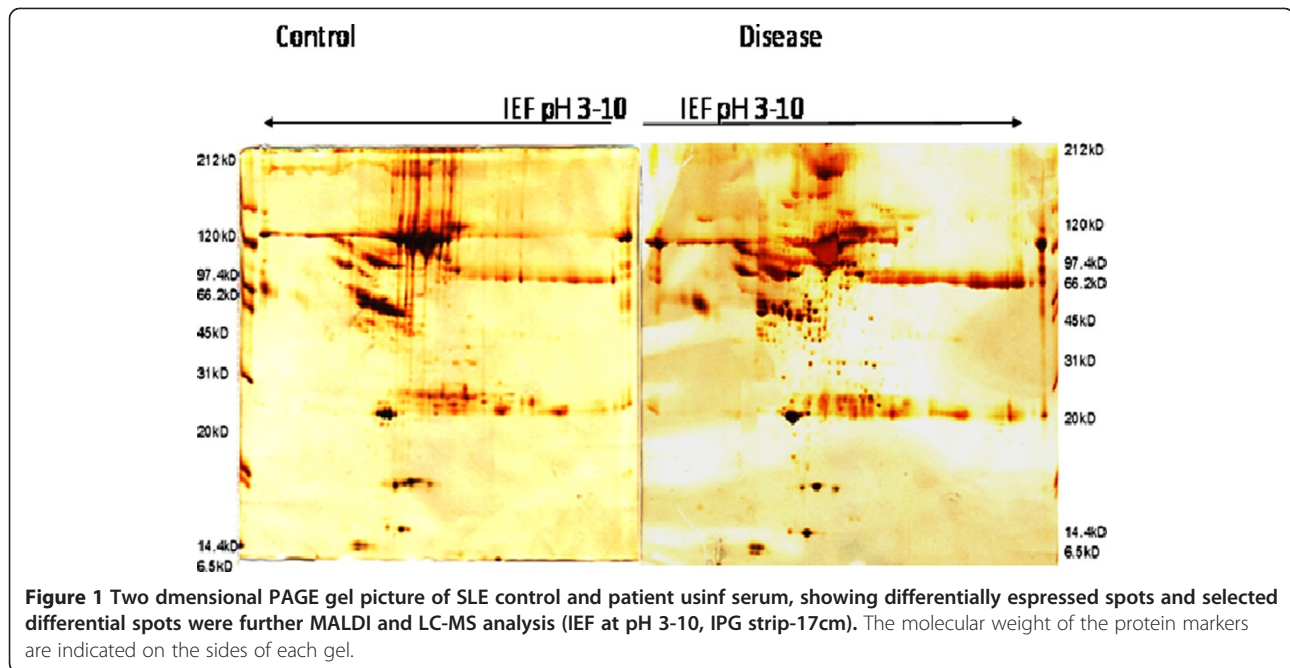 Control
Disease
IEF pH 3-10
IEF pH 3-10
212kD
120kD
97.4kD
66.2kD
45kD
31kD
20kD
14.4kD
6.5kD
212kD
120kD
97.4kD
66.2kD
45kD
31kD
20kD
14.4kD
6.5kD
Figure 1 Two dmensional PAGE gel picture of SLE control and patient usinf serum, showing differentially espressed spots and selected
differential spots were further MALDI and LC-MS analysis (IEF at pH 3-10, IPG strip-17cm). The molecular weight of the protein markers
are indicated on the sides of each gel.